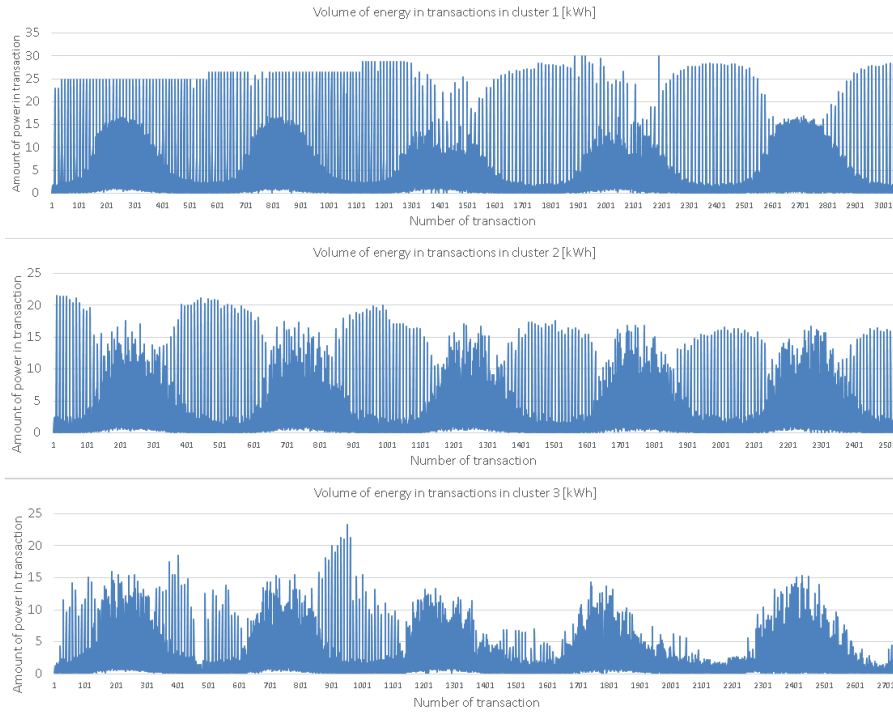 Volume of energy in transactions in cluster 1 [kWh]
Amount of power in transaction
35
30
25
20
15
10
5
0
1 101 201 301 401 501 601 701 801 901 1001 1101 1201 1301 1401 1501 1601 1701 1801 1901 2001 2101 2201 2301 2401 2501 2601 2701 2801 2901 3001
Number of transaction
Volume of energy in transactions in cluster 2 [kWh]
Amount of power in transaction
25
20
15
10
5
0
1 101 201 301 401 501 601 701 801 901 1001 1101 1201 1301 1401 1501 1601 1701 1801 1901 2001 2101 2201 2301 2401 2501
Number of transaction
Volume of energy in transactions in cluster 3 [kWh]
Amount of power in transaction
25
20
15
10
5
0
1 101 201 301 401 501 601 701 801 901 1001 1101 1201 1301 1401 1501 1601 1701 1801 1901 2001 2101 2201 2301 2401 2501 2601 2701
Number of transaction